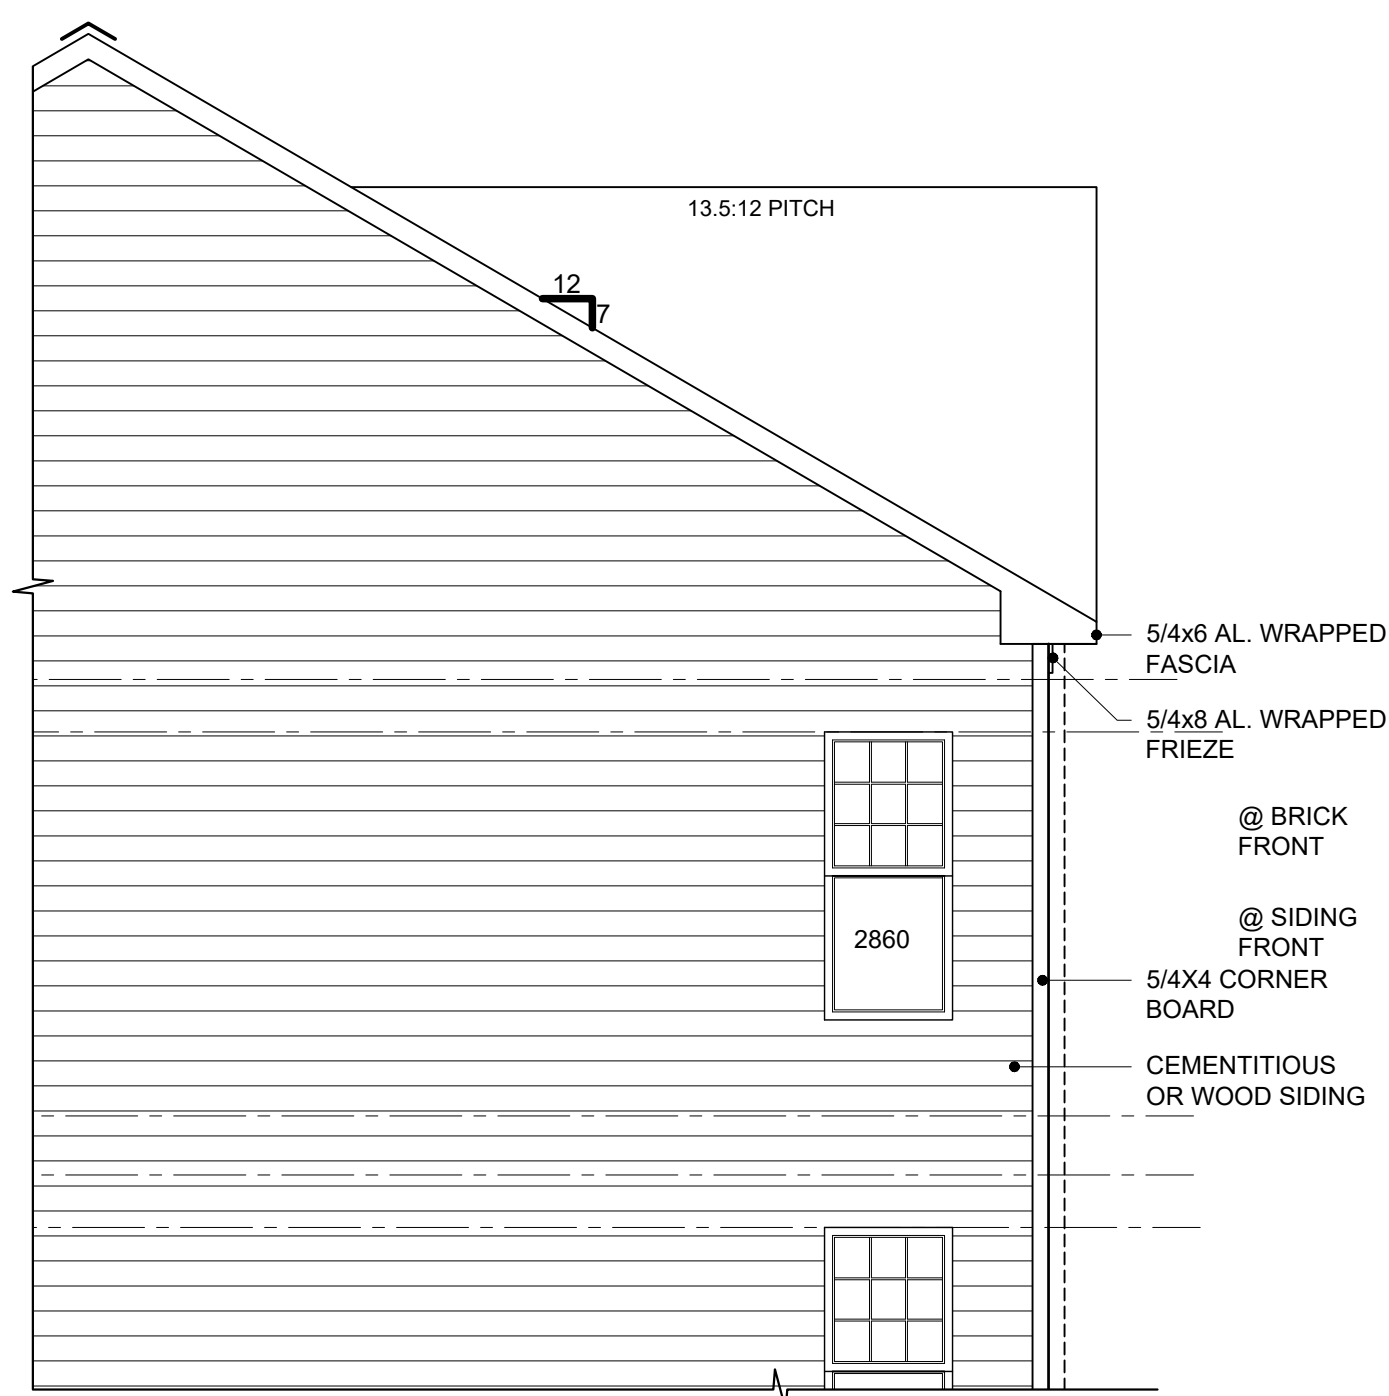 13.5:12 PITCH
12
7
5/4x6 AL. WRAPPED
FASCIA
5/4x8 AL. WRAPPED
FRIEZE
@ BRICK
FRONT
@ SIDING
FRONT
2860
5/4X4 CORNER
BOARD
CEMENTITIOUS
OR WOOD SIDING